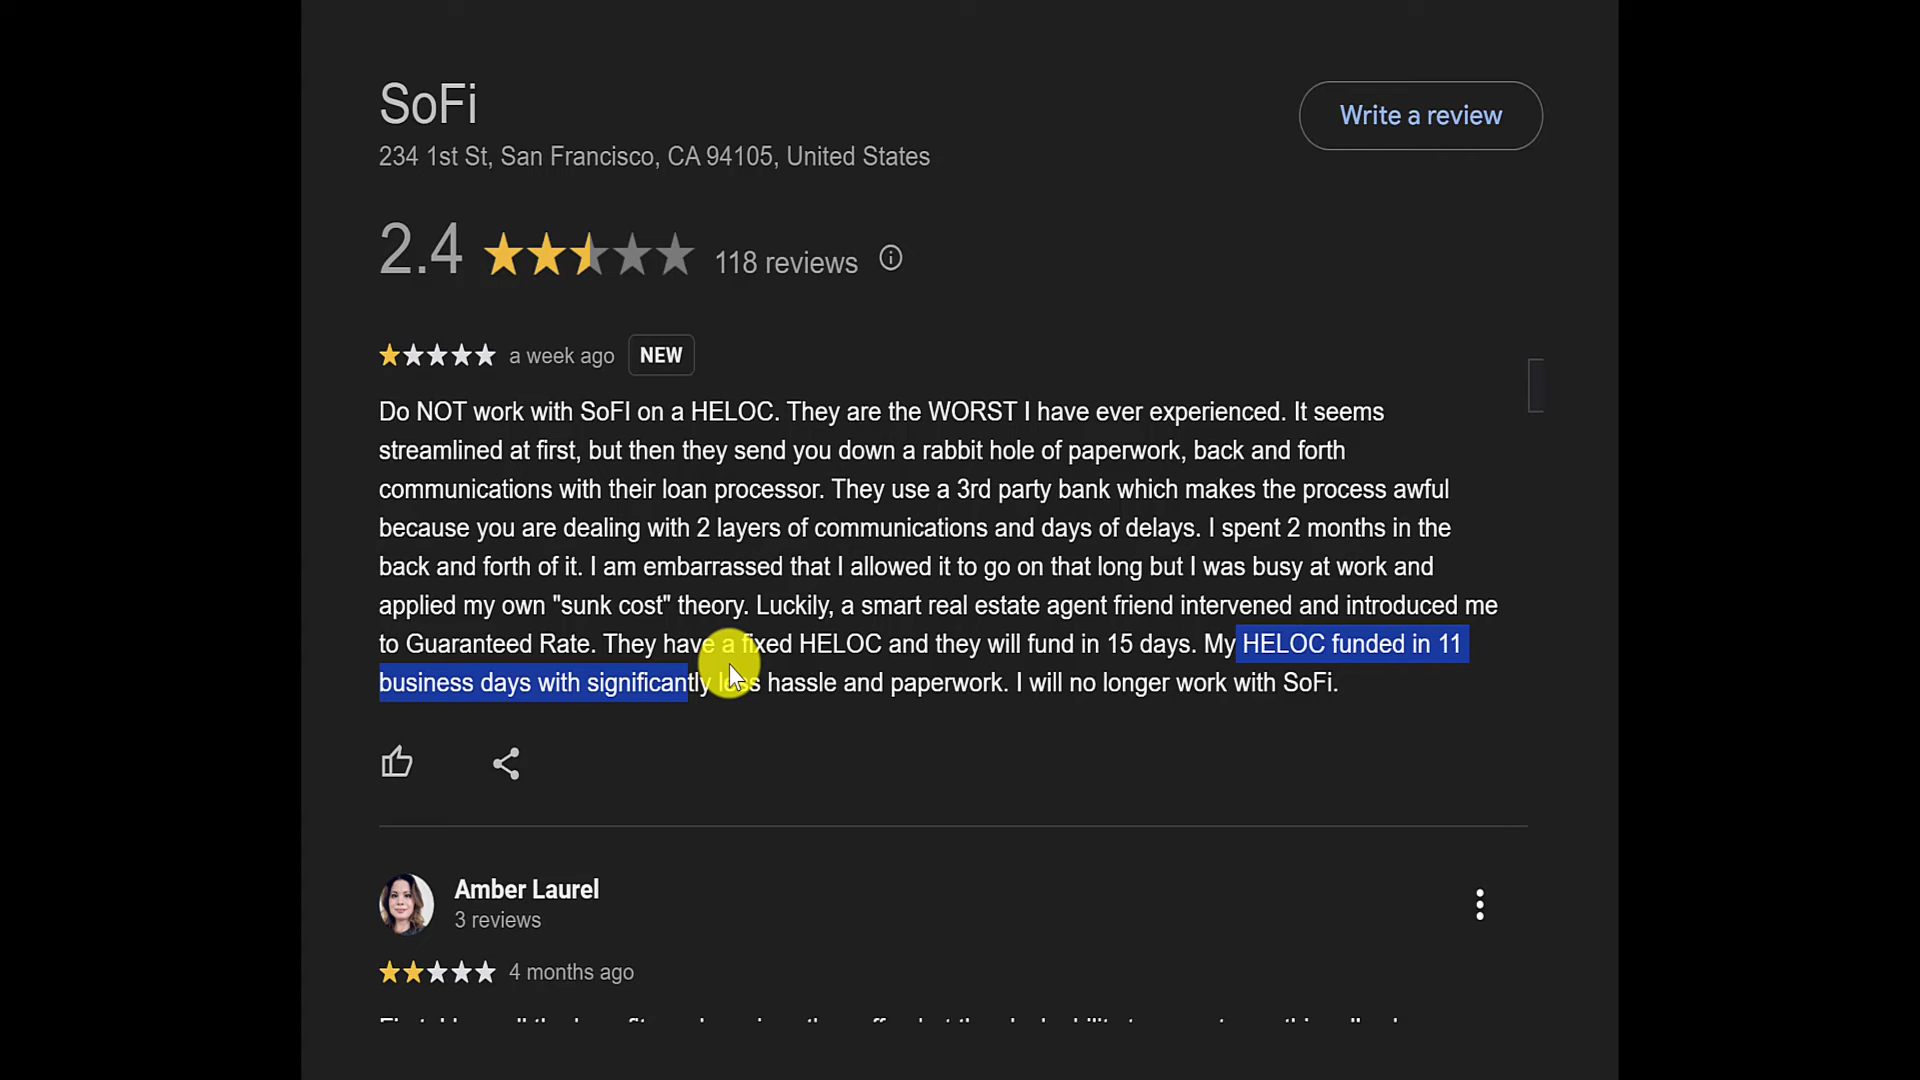 SoFi
Write a review
234 1st St, San Francisco, CA 94105, United States
2.4
118 reviews
a week ago
NEW
Do NOT work with SoFI on a HELOC. They are the WORST I have ever experienced. It seems
streamlined at first, but then they send you down a rabbit hole of paperwork, back and forth
communications with their loan processor. They use a 3rd party bank which makes the process awful
because you are dealing with 2 layers of communications and days of delays. I spent 2 months in the
back and forth of it. I am embarrassed that I allowed it to go on that long but I was busy at work and
applied my own "sunk cost" theory. Luckily, a smart real estate agent friend intervened and introduced me
to Guaranteed Rate. They have a fixed HELOC and they will fund in 15 days. My HELOC funded in 11
business days with significantly less hassle and paperwork. I will no longer work with SoFi.
Amber Laurel
3 reviews
4 months ago